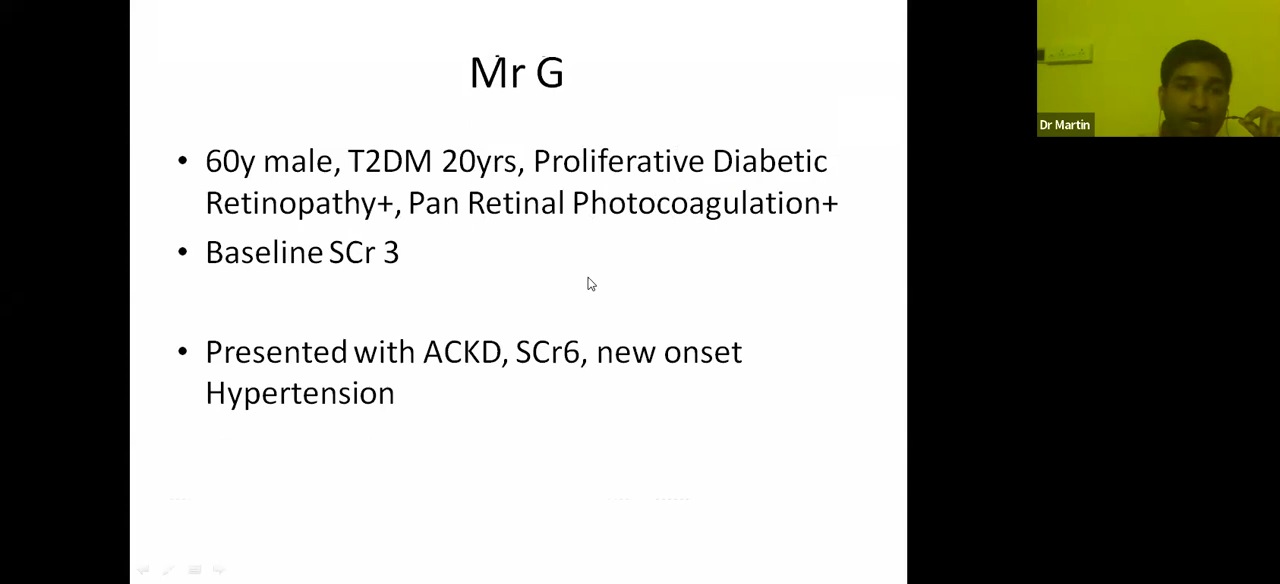 Mr G
• 60y male, T2DM 20yrs, Proliferative Diabetic
Retinopathy+, Pan Retinal Photocoagulation+
• Baseline SCr 3
• Presented with ACKD, SCr6, new onset
Hypertension
Dr Martin